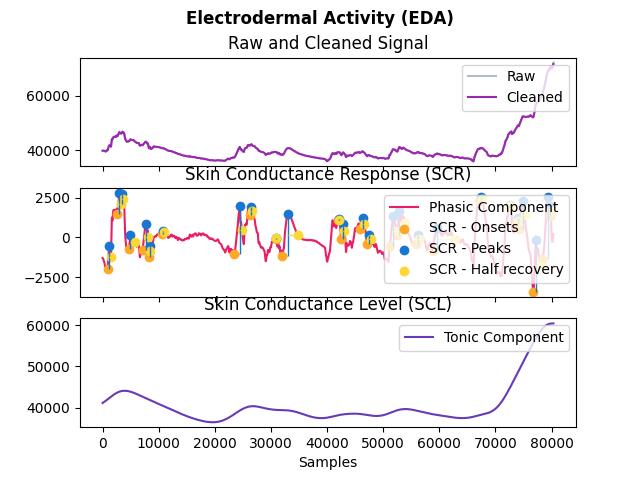 Electrodermal Activity (EDA)
Raw and Cleaned Signal
60000
40000
Raw
Cleaned
Skin Conductance Response (SCR)
2500
0
−2500
Phasic Component
SCR - Onsets
SCR - Peaks
SCR - Half recovery
Skin Conductance Level (SCL)
60000
50000
40000
Tonic Component
0 10000 20000 30000 40000 50000 60000 70000 80000
Samples